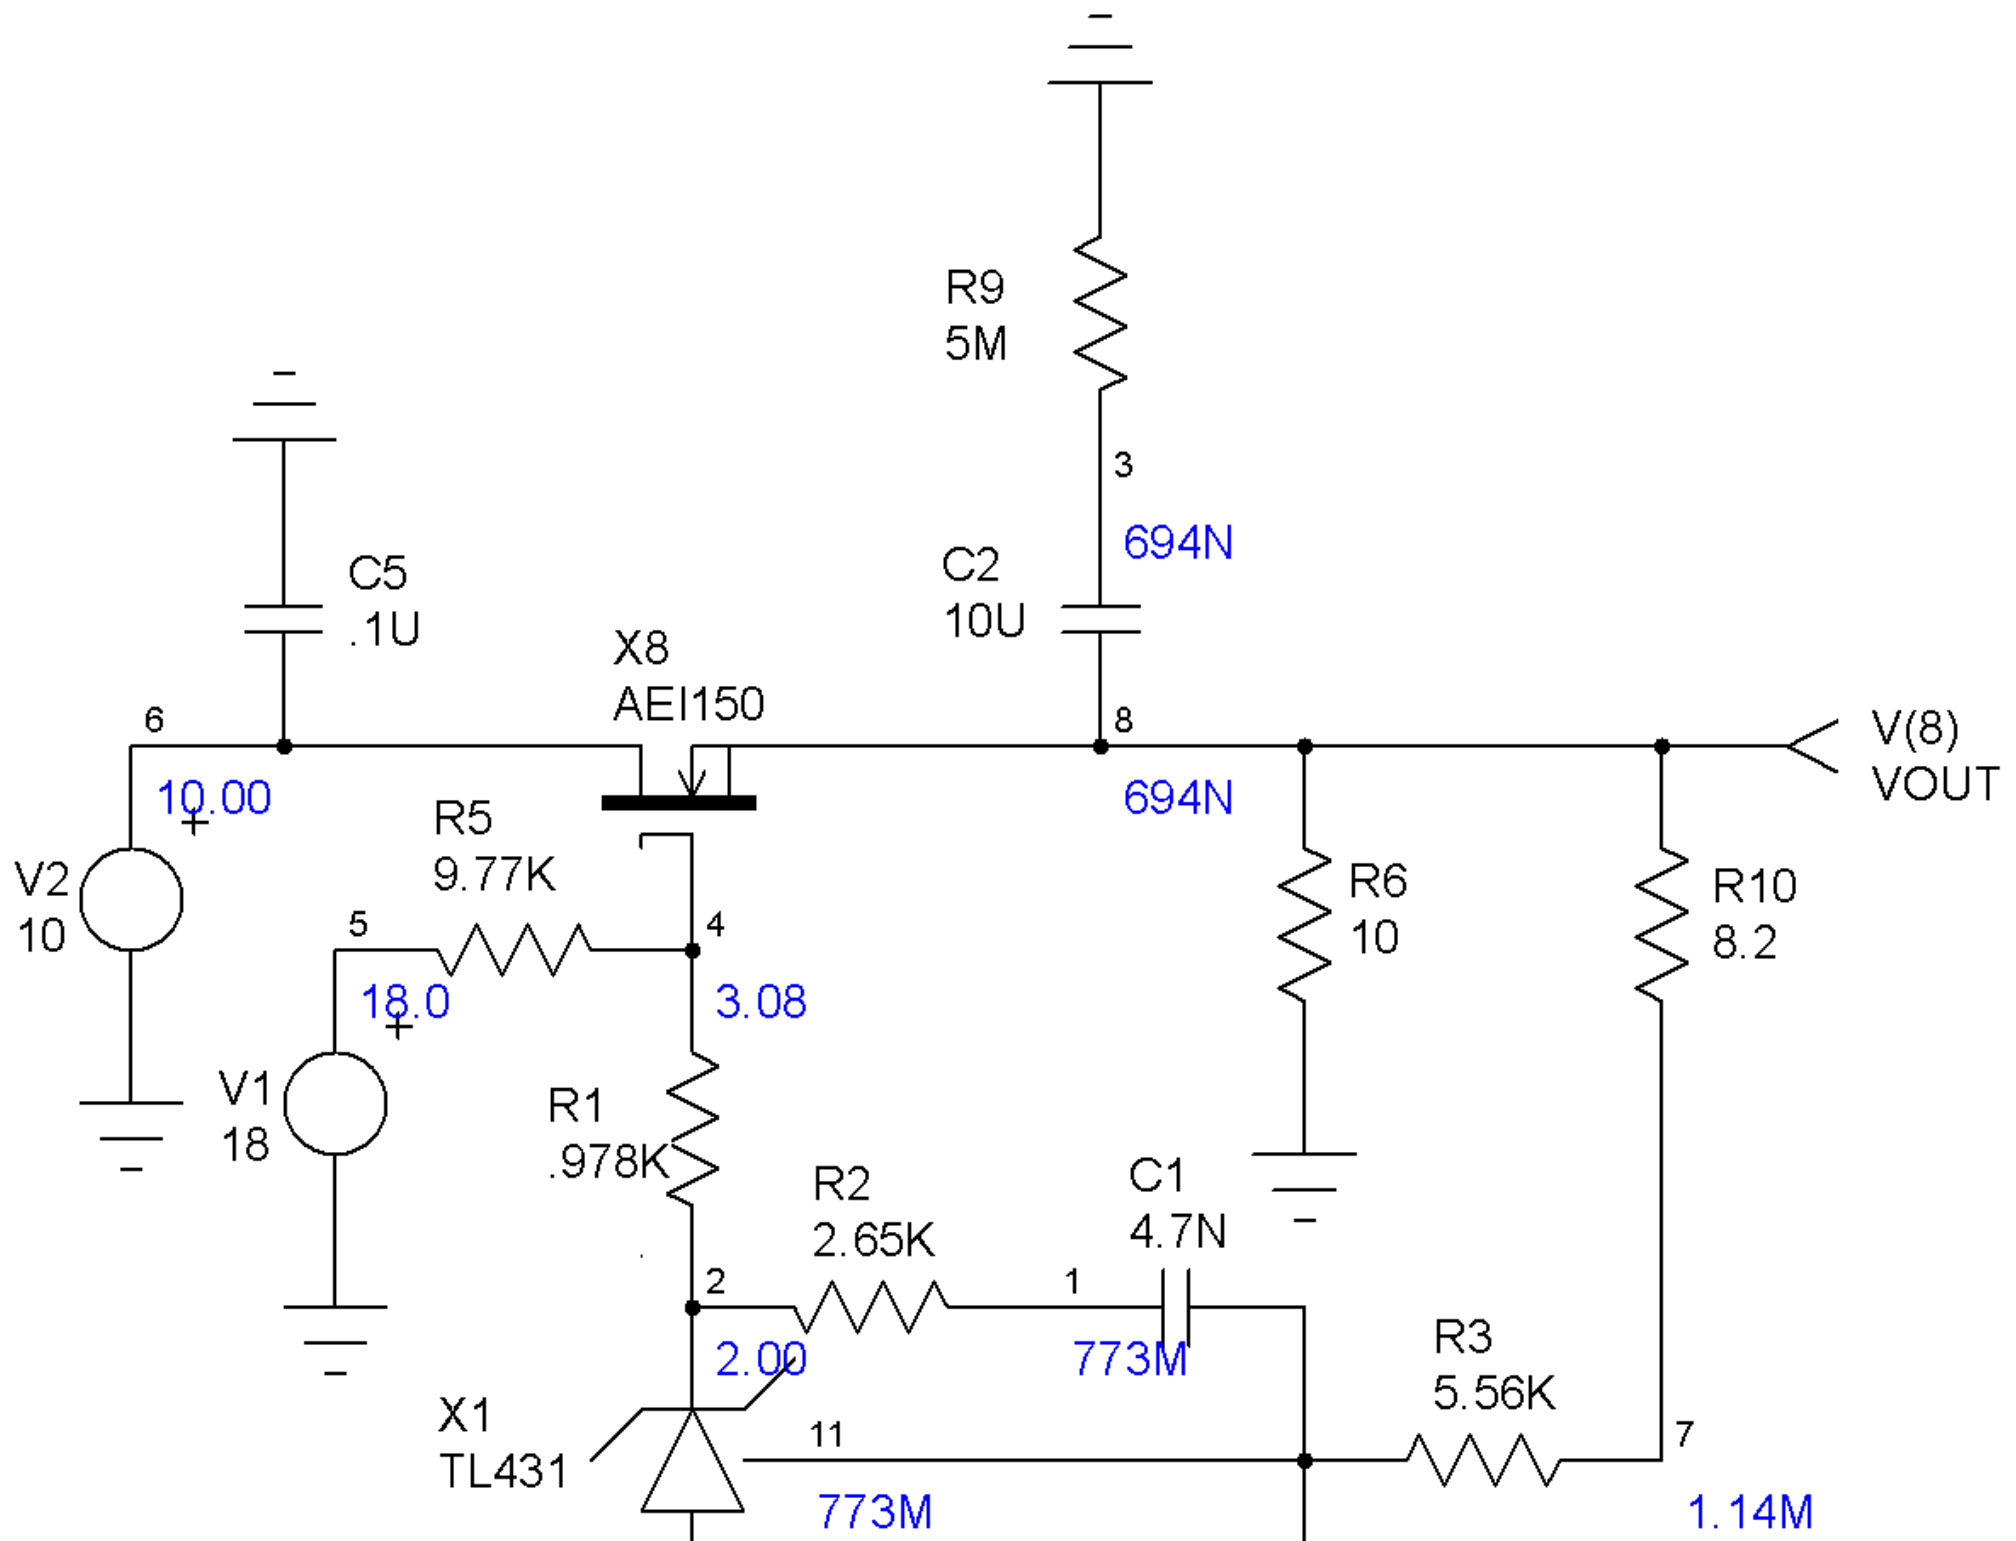 R9
5M
3
694N
C5
.1U
C2
10U
X8
AEI150
6
8
V(8)
VOUT
10.00
+
694N
R5
9.77K
V2
10
R6
10
R10
8.2
5
4
18.0
+
3.08
V1
18
R1
.978K
R2
2.65K
C1
4.7N
2
1
2.00
773M
R3
5.56K
X1
TL431
11
7
773M
1.14M